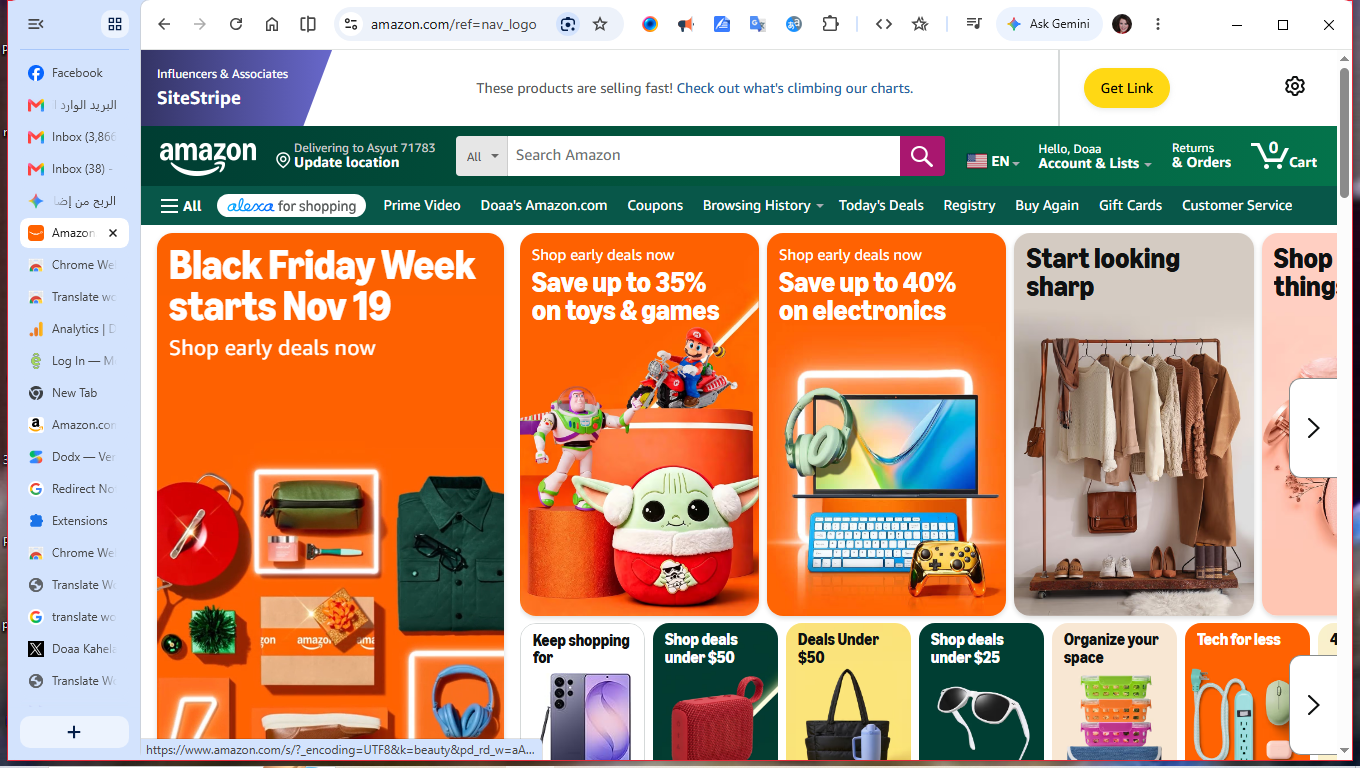 amazon.com/ref=nav_logo
Ask Gemini
Facebook
البريد الوارد
Inbox (3,866
Inbox (38) -
الربح من إضا
Amazon
Chrome We
Translate wo
Analytics | D
Log In — M
New Tab
Amazon.con
Dodx — Ver
Redirect No
Extensions
Chrome We
Translate Wo
translate wo
Doaa Kahela
Translate Wo
Influencers & Associates
SiteStripe
These products are selling fast! Check out what's climbing our charts.
Get Link
amazon
Delivering to Asyut 71783
Update location
All
Search Amazon
EN
Hello, Doaa
Account & Lists
Returns
& Orders
0
Cart
All
alexa for shopping
Prime Video
Doaa's Amazon.com
Coupons
Browsing History
Today's Deals
Registry
Buy Again
Gift Cards
Customer Service
Black Friday Week
starts Nov 19
Shop early deals now
Shop early deals now
Save up to 35%
on toys & games
Shop early deals now
Save up to 40%
on electronics
Start looking
sharp
Shop
thing
zon
amazon
ama
Keep shopping
for
Shop deals
under $50
Deals Under
$50
Shop deals
under $25
Organize your
space
Tech for less
4
https://www.amazon.com/s/?_encoding=UTF8&k=beauty&pd_rd_w=aA...